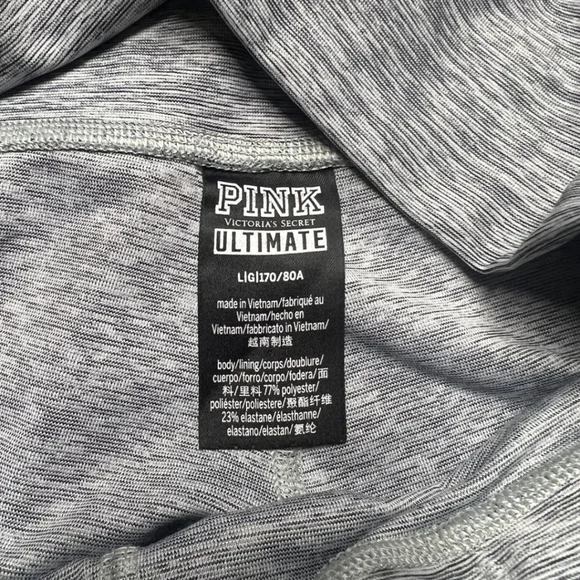 PINK
VICTORIA'S SECRET
ULTIMATE
L|G|170/80A
made in Vietnam/fabriqué au
Vietnam/hecho en
Vietnam/fabbricato in Vietnam/
越南制造
body/lining/corps/doublure/
cuerpo/forro/corpo/fodera/面
料/里料 77% polyester/
poliéster/poliestere/聚酯纤维
23% elastane/élasthanne/
elastano/elastan/氨纶